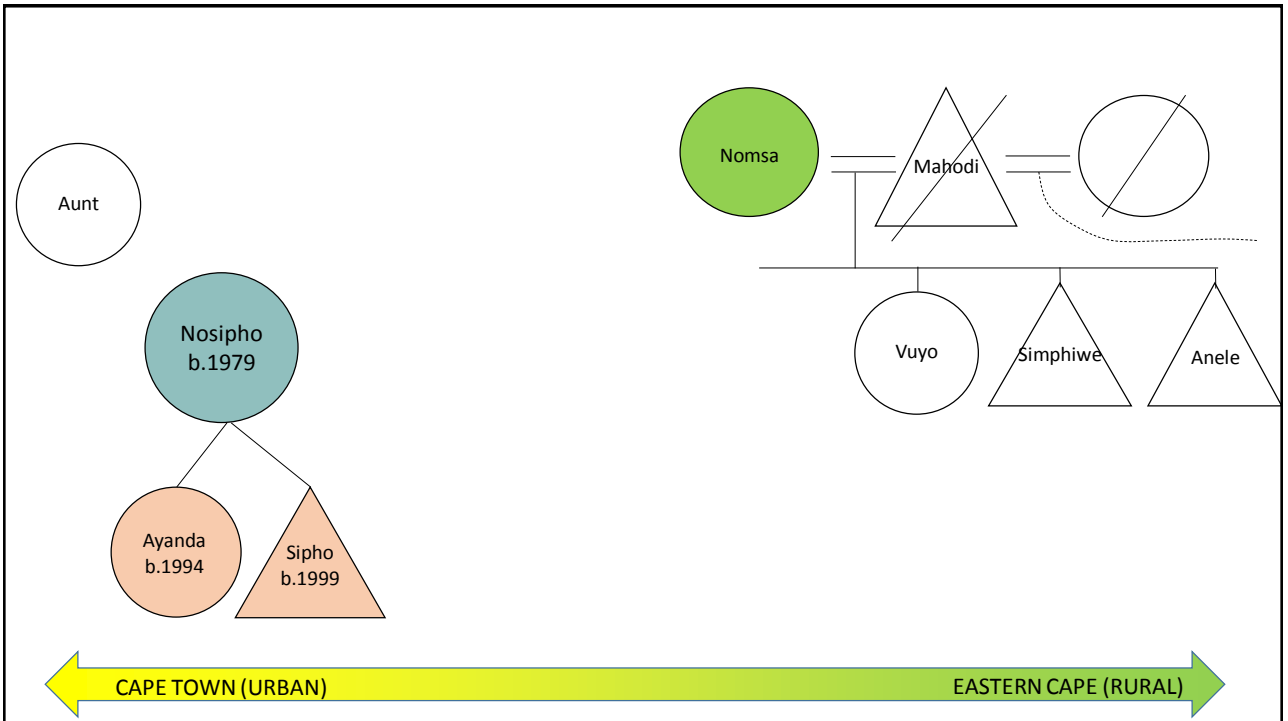 Nomsa
Mahodi
Aunt
Nosipho
b.1979
Vuyo
Simphiwe
Anele
Ayanda
b.1994
Sipho
b.1999
CAPE TOWN (URBAN)
EASTERN CAPE (RURAL)